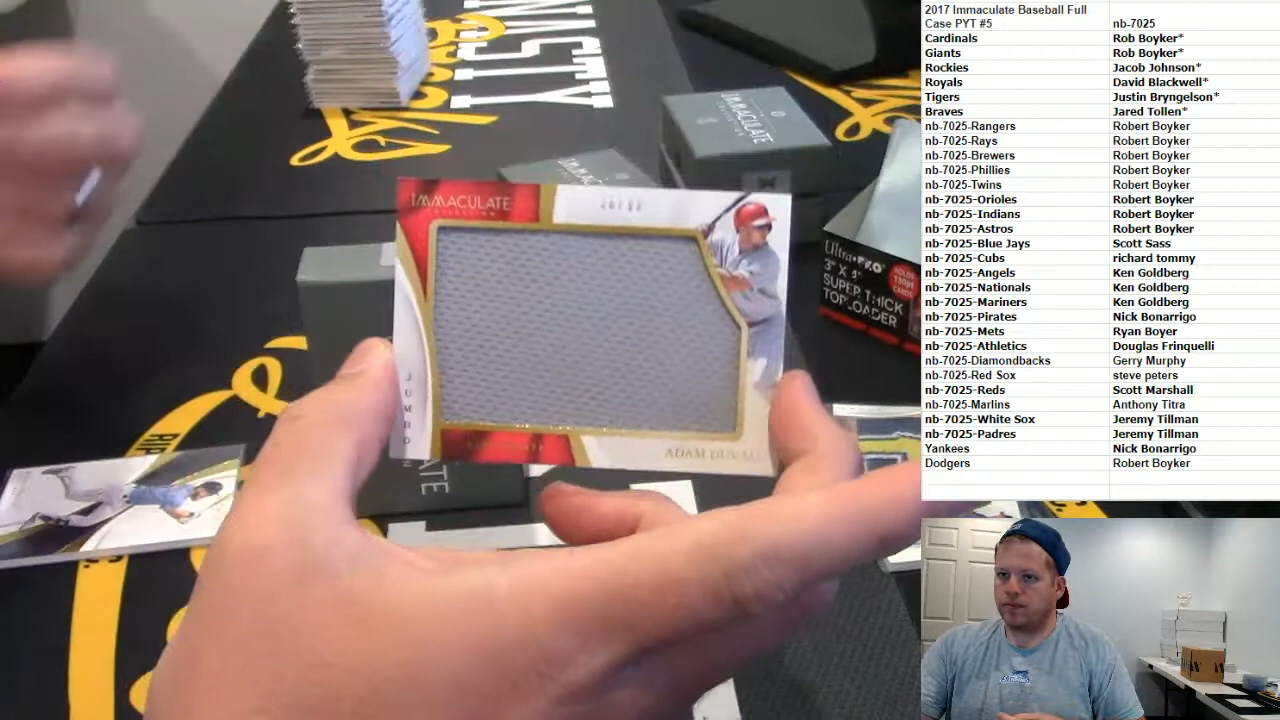 2017 Immaculate Baseball Full
Case PYT #5 nb-7025
Cardinals Rob Boyker*
Giants Rob Boyker*
Rockies Jacob Johnson*
Royals David Blackwell*
Tigers Justin Bryngelson*
Braves Jared Tollen*
nb-7025-Rangers Robert Boyker
nb-7025-Rays Robert Boyker
nb-7025-Brewers Robert Boyker
nb-7025-Phillies Robert Boyker
nb-7025-Twins Robert Boyker
nb-7025-Orioles Robert Boyker
nb-7025-Indians Robert Boyker
nb-7025-Astros Robert Boyker
nb-7025-Blue Jays Scott Sass
nb-7025-Cubs richard tommy
nb-7025-Angels Ken Goldberg
nb-7025-Nationals Ken Goldberg
nb-7025-Mariners Ken Goldberg
nb-7025-Pirates Nick Bonarrigo
nb-7025-Mets Ryan Boyer
nb-7025-Athletics Douglas Frinquelli
nb-7025-Diamondbacks Gerry Murphy
nb-7025-Red Sox steve peters
nb-7025-Reds Scott Marshall
nb-7025-Marlins Anthony Titra
nb-7025-White Sox Jeremy Tillman
nb-7025-Padres Jeremy Tillman
Yankees Nick Bonarrigo
Dodgers Robert Boyker
IMMACULATE
COLLECTION
JUMBO
ADAM DUVALL
IMMACULATE
Ultra·PRO
HOLDS
130pt
CARDS
3" X 4"
SUPER THICK
TOPLOADER